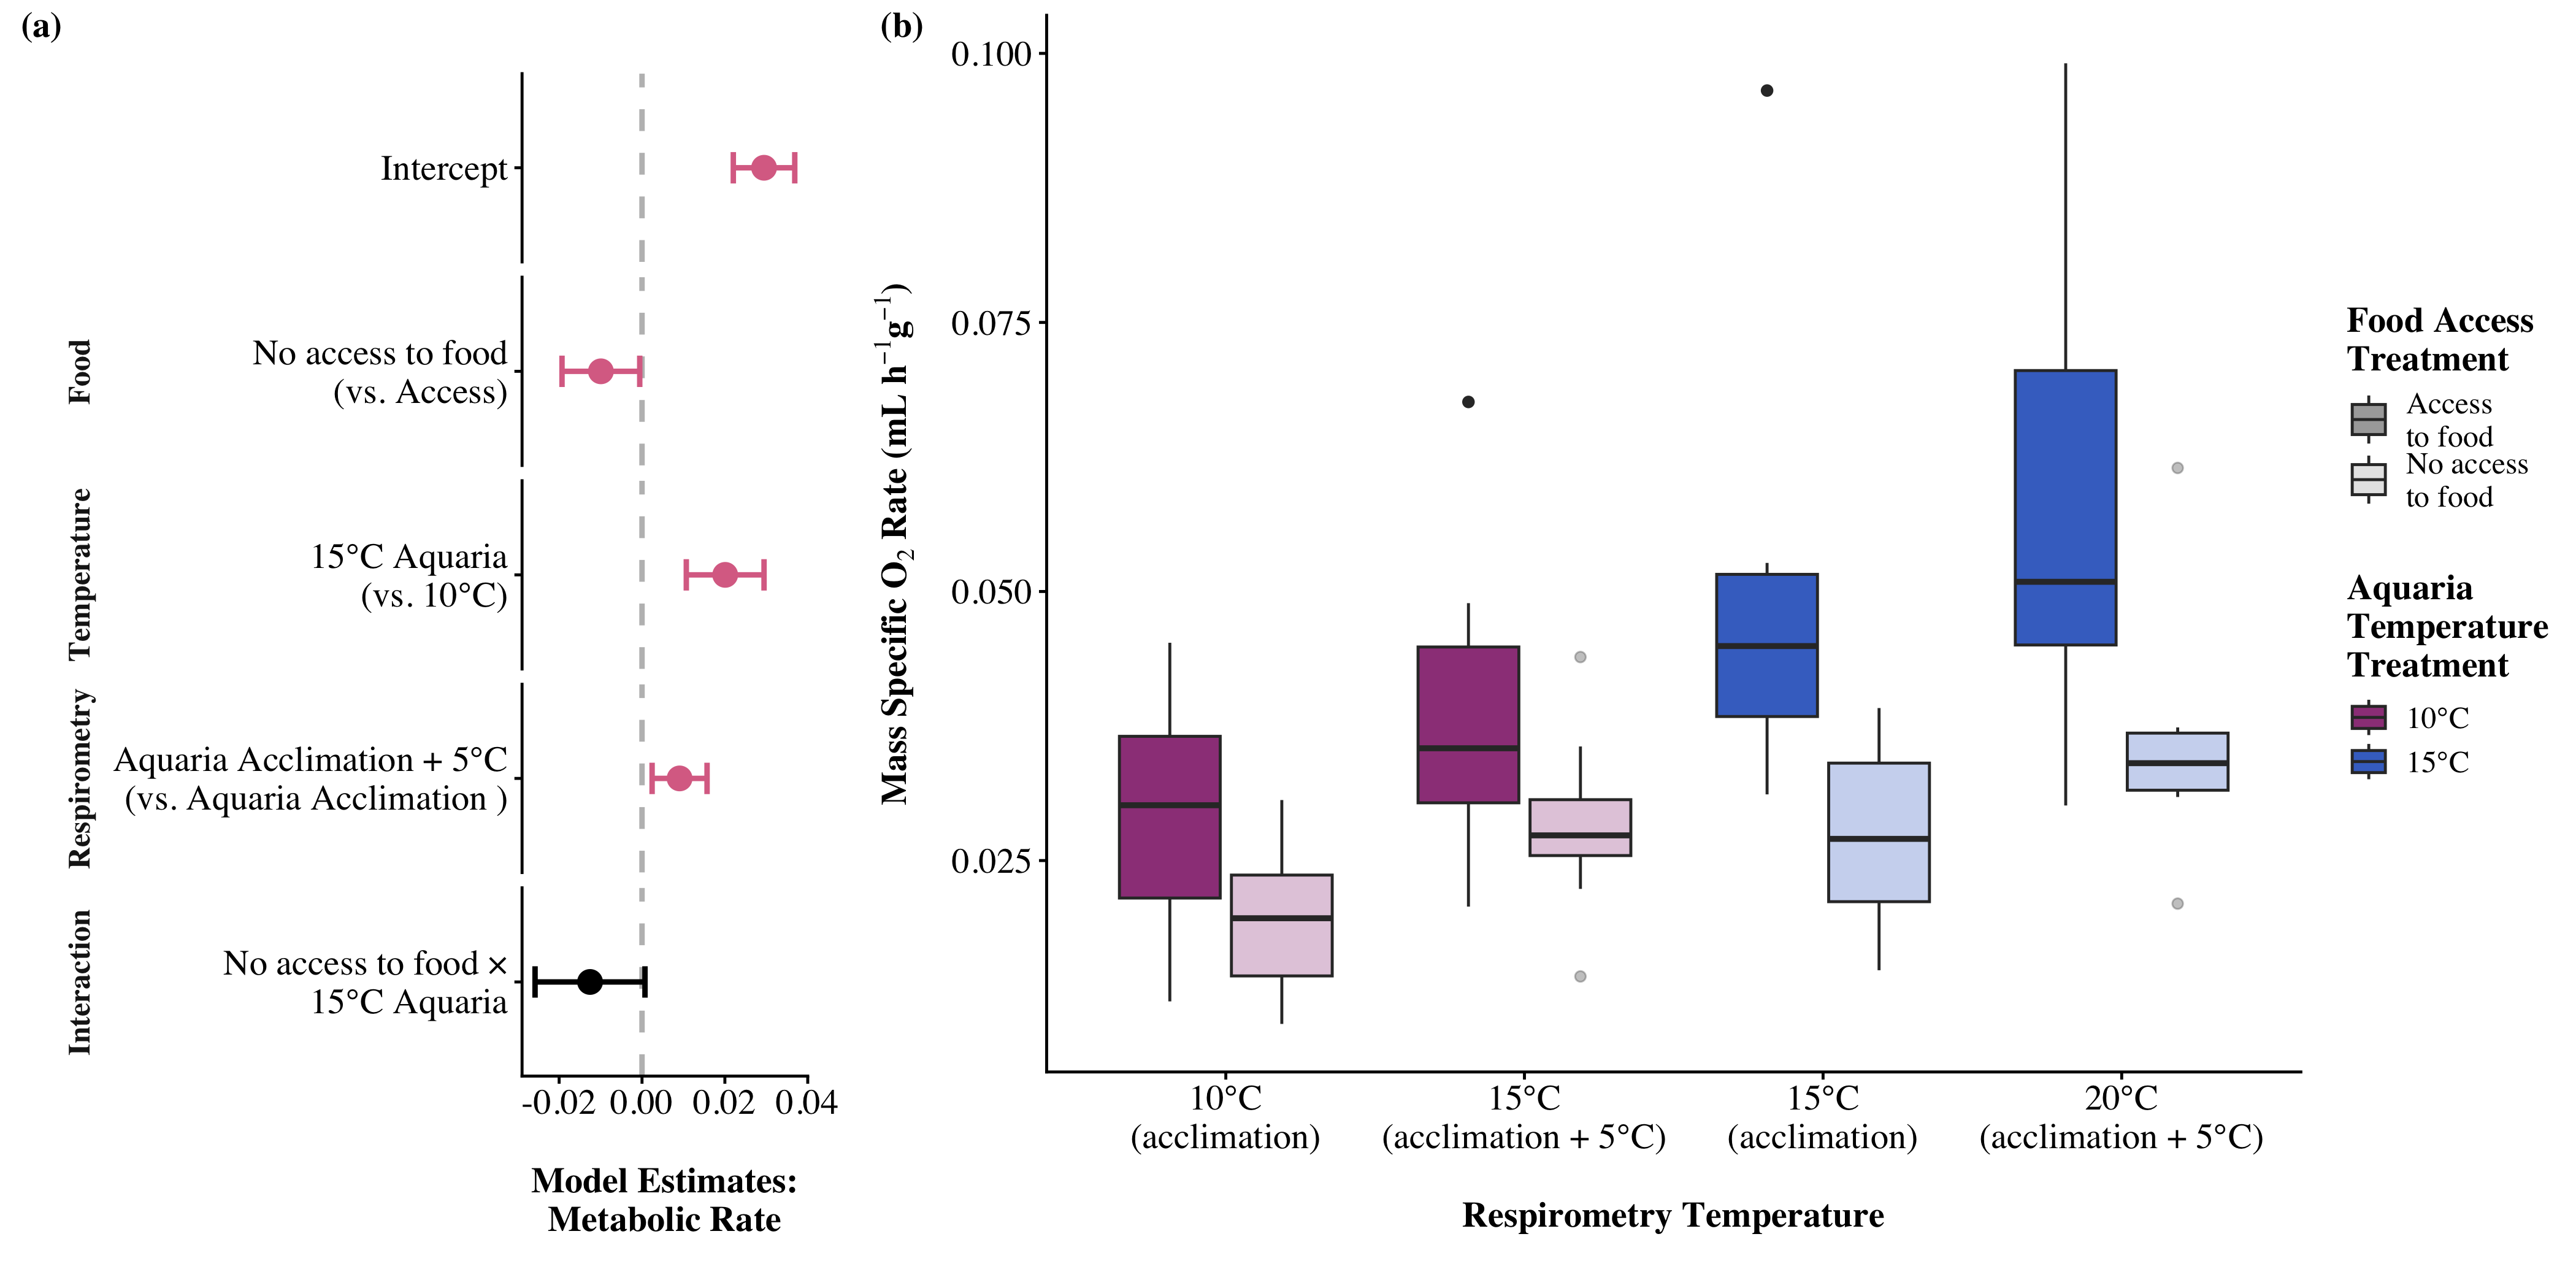 (a)
Intercept
Food
No access to food
(vs. Access)
Temperature
15°C Aquaria
(vs. 10°C)
Respirometry
Aquaria Acclimation + 5°C
(vs. Aquaria Acclimation )
Interaction
No access to food ×
15°C Aquaria
-0.02 0.00 0.02 0.04
Model Estimates:
Metabolic Rate
(b)
Mass Specific O₂ Rate (mL h⁻¹g⁻¹)
0.100
0.075
0.050
0.025
10°C
(acclimation)
15°C
(acclimation + 5°C)
15°C
(acclimation)
20°C
(acclimation + 5°C)
Respirometry Temperature
Food Access
Treatment
Access
to food
No access
to food
Aquaria
Temperature
Treatment
10°C
15°C